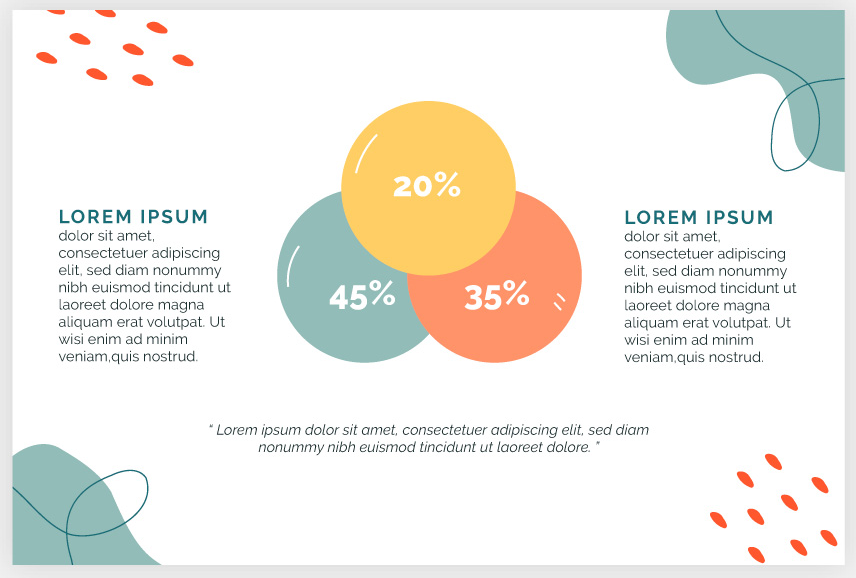 20%
45%
35%
LOREM IPSUM
dolor sit amet,
consectetuer adipiscing
elit, sed diam nonummy
nibh euismod tincidunt ut
laoreet dolore magna
aliquam erat volutpat. Ut
wisi enim ad minim
veniam,quis nostrud.
LOREM IPSUM
dolor sit amet,
consectetuer adipiscing
elit, sed diam nonummy
nibh euismod tincidunt ut
laoreet dolore magna
aliquam erat volutpat. Ut
wisi enim ad minim
veniam,quis nostrud.
“ Lorem ipsum dolor sit amet, consectetuer adipiscing elit, sed diam
nonummy nibh euismod tincidunt ut laoreet dolore. ”